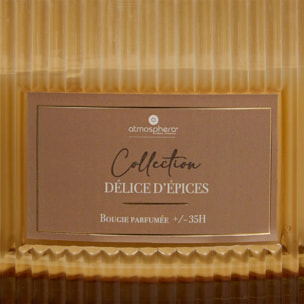 atmosphera
Collection
DÉLICE D'ÉPICES
BOUGIE PARFUMÉE +/-35H